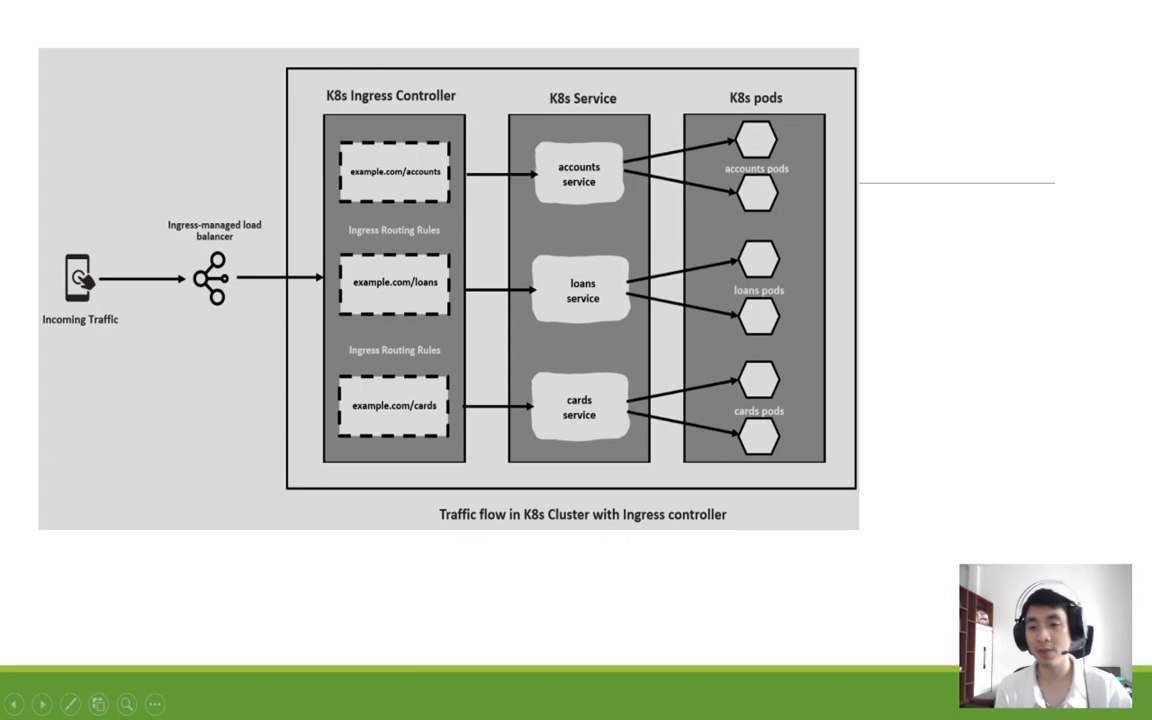 K8s Ingress Controller
K8s Service
K8s pods
example.com/accounts
accounts
service
accounts pods
Ingress-managed load
balancer
Ingress Routing Rules
example.com/loans
loans
service
loans pods
Incoming Traffic
Ingress Routing Rules
example.com/cards
cards
service
cards pods
Traffic flow in K8s Cluster with Ingress controller